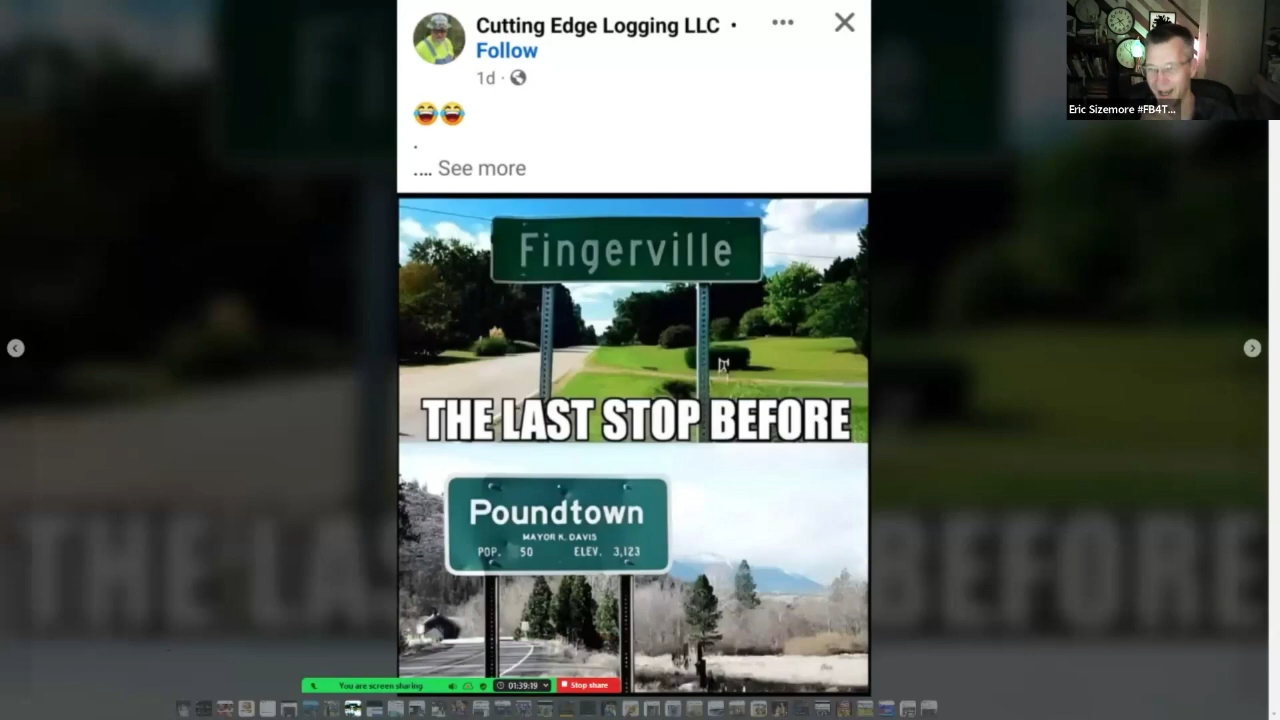 Cutting Edge Logging LLC •
Follow
1d
.
.... See more
Fingerville
THE LAST STOP BEFORE
Poundtown
MAYOR K. DAVIS
POP. 50 ELEV. 3,123
You are screen sharing
01:39:19
Stop share
Eric Sizemore #FB4T...